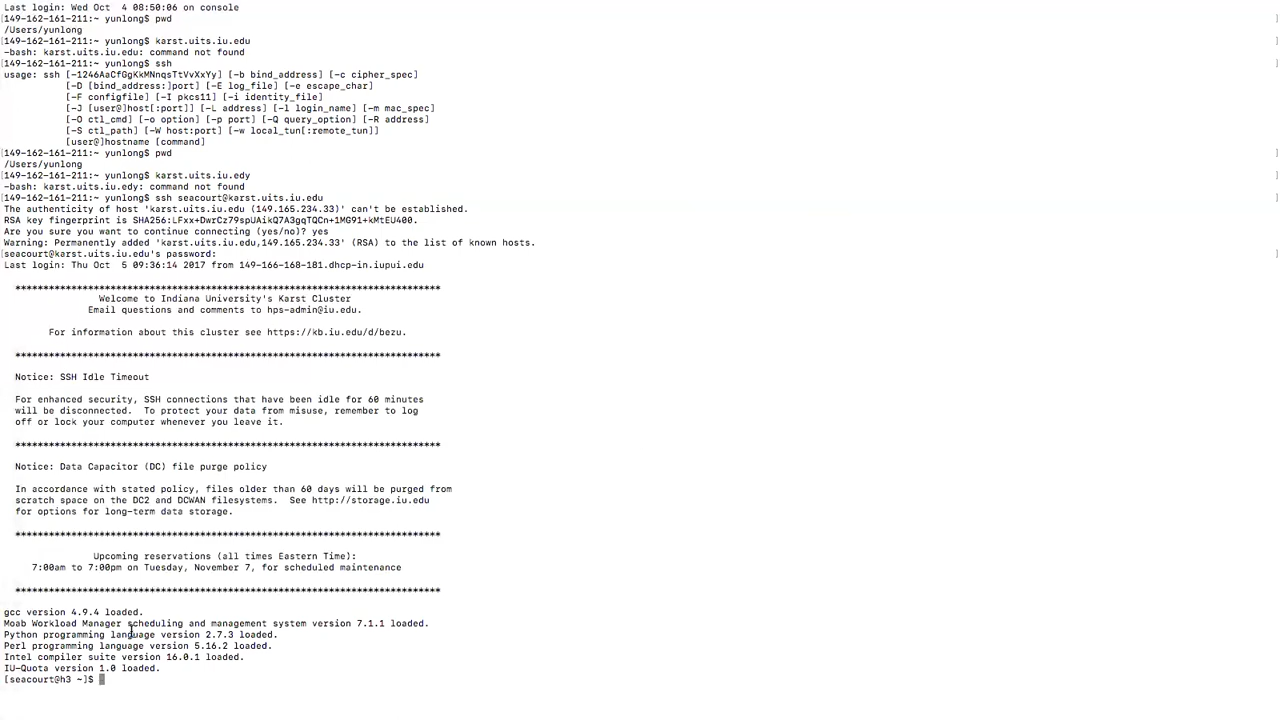 Last login: Wed Oct  4 08:50:06 on console
[149-162-161-211:~ yunlong$ pwd
/Users/yunlong
[149-162-161-211:~ yunlong$ karst.uits.iu.edu
-bash: karst.uits.iu.edu: command not found
[149-162-161-211:~ yunlong$ ssh
usage: ssh [-1246AaCfGgKkMNnqsTtVvXxYy] [-b bind_address] [-c cipher_spec]
           [-D [bind_address:]port] [-E log_file] [-e escape_char]
           [-F configfile] [-I pkcs11] [-i identity_file]
           [-J [user@]host[:port]] [-L address] [-l login_name] [-m mac_spec]
           [-O ctl_cmd] [-o option] [-p port] [-Q query_option] [-R address]
           [-S ctl_path] [-W host:port] [-w local_tun[:remote_tun]]
           [user@]hostname [command]
[149-162-161-211:~ yunlong$ pwd
/Users/yunlong
[149-162-161-211:~ yunlong$ karst.uits.iu.edy
-bash: karst.uits.iu.edy: command not found
[149-162-161-211:~ yunlong$ ssh seacourt@karst.uits.iu.edu
The authenticity of host 'karst.uits.iu.edu (149.165.234.33)' can't be established.
RSA key fingerprint is SHA256:LFxx+DwrCz79spUAikQ7A3gqTQCn+1MG91+kMtEU400.
Are you sure you want to continue connecting (yes/no)? yes
Warning: Permanently added 'karst.uits.iu.edu,149.165.234.33' (RSA) to the list of known hosts.
[seacourt@karst.uits.iu.edu's password:
Last login: Thu Oct  5 09:36:14 2017 from 149-166-168-181.dhcp-in.iupui.edu
****************************************************************************
Welcome to Indiana University's Karst Cluster
Email questions and comments to hps-admin@iu.edu.
For information about this cluster see https://kb.iu.edu/d/bezu.
****************************************************************************
Notice: SSH Idle Timeout
For enhanced security, SSH connections that have been idle for 60 minutes
will be disconnected.  To protect your data from misuse, remember to log
off or lock your computer whenever you leave it.
****************************************************************************
Notice: Data Capacitor (DC) file purge policy
In accordance with stated policy, files older than 60 days will be purged from
scratch space on the DC2 and DCWAN filesystems.  See http://storage.iu.edu
for options for long-term data storage.
****************************************************************************
Upcoming reservations (all times Eastern Time):
7:00am to 7:00pm on Tuesday, November 7, for scheduled maintenance
****************************************************************************
gcc version 4.9.4 loaded.
Moab Workload Manager scheduling and management system version 7.1.1 loaded.
Python programming language version 2.7.3 loaded.
Perl programming language version 5.16.2 loaded.
Intel compiler suite version 16.0.1 loaded.
IU-Quota version 1.0 loaded.
[seacourt@h3 ~]$